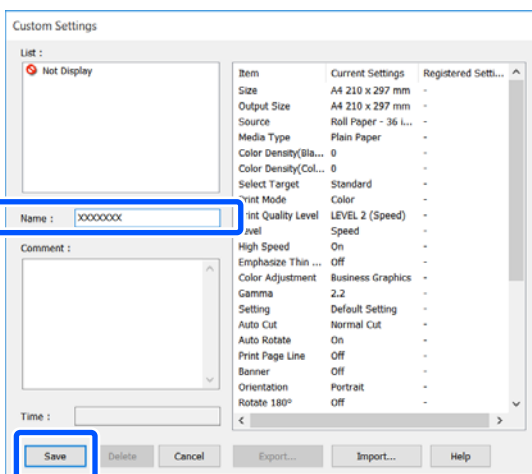 Custom Settings
List :
Not Display
Item Current Settings Registered Setti...
Size A4 210 x 297 mm -
Output Size A4 210 x 297 mm -
Source Roll Paper - 36 i... -
Media Type Plain Paper -
Color Density(Bla... 0 -
Color Density(Col... 0 -
Select Target Standard -
Print Mode Color -
Name : XXXXXXX
Print Quality Level LEVEL 2 (Speed) -
Level Speed -
Comment :
High Speed On -
Emphasize Thin ... Off -
Color Adjustment Business Graphics -
Gamma 2.2 -
Setting Default Setting -
Auto Cut Normal Cut -
Auto Rotate On -
Print Page Line Off -
Banner Off -
Orientation Portrait -
Rotate 180° Off -
Time :
Save Delete Cancel Export... Import... Help